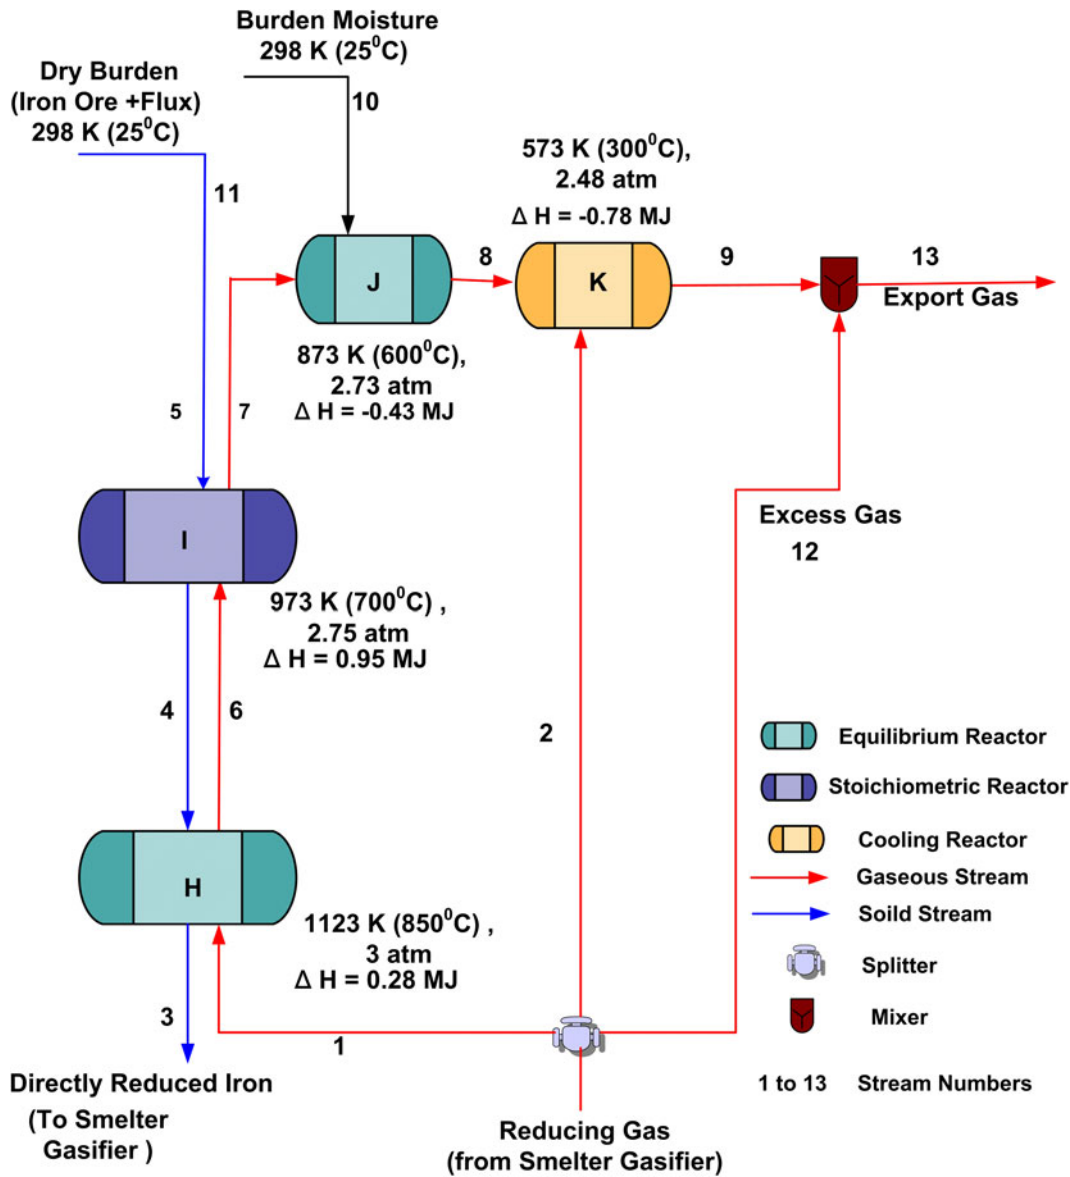 Burden Moisture
298 K (25⁰C)
10
Dry Burden
(Iron Ore +Flux)
298 K (25⁰C)
11
573 K (300⁰C),
2.48 atm
Δ H = -0.78 MJ
J
8
K
9
13
Export Gas
873 K (600⁰C),
2.73 atm
Δ H = -0.43 MJ
5
7
I
Excess Gas
12
973 K (700⁰C) ,
2.75 atm
Δ H = 0.95 MJ
4
6
2
Equilibrium Reactor
Stoichiometric Reactor
Cooling Reactor
Gaseous Stream
Soild Stream
Splitter
Mixer
1 to 13 Stream Numbers
H
1123 K (850⁰C) ,
3 atm
Δ H = 0.28 MJ
3
1
Directly Reduced Iron
(To Smelter
Gasifier )
Reducing Gas
(from Smelter Gasifier)